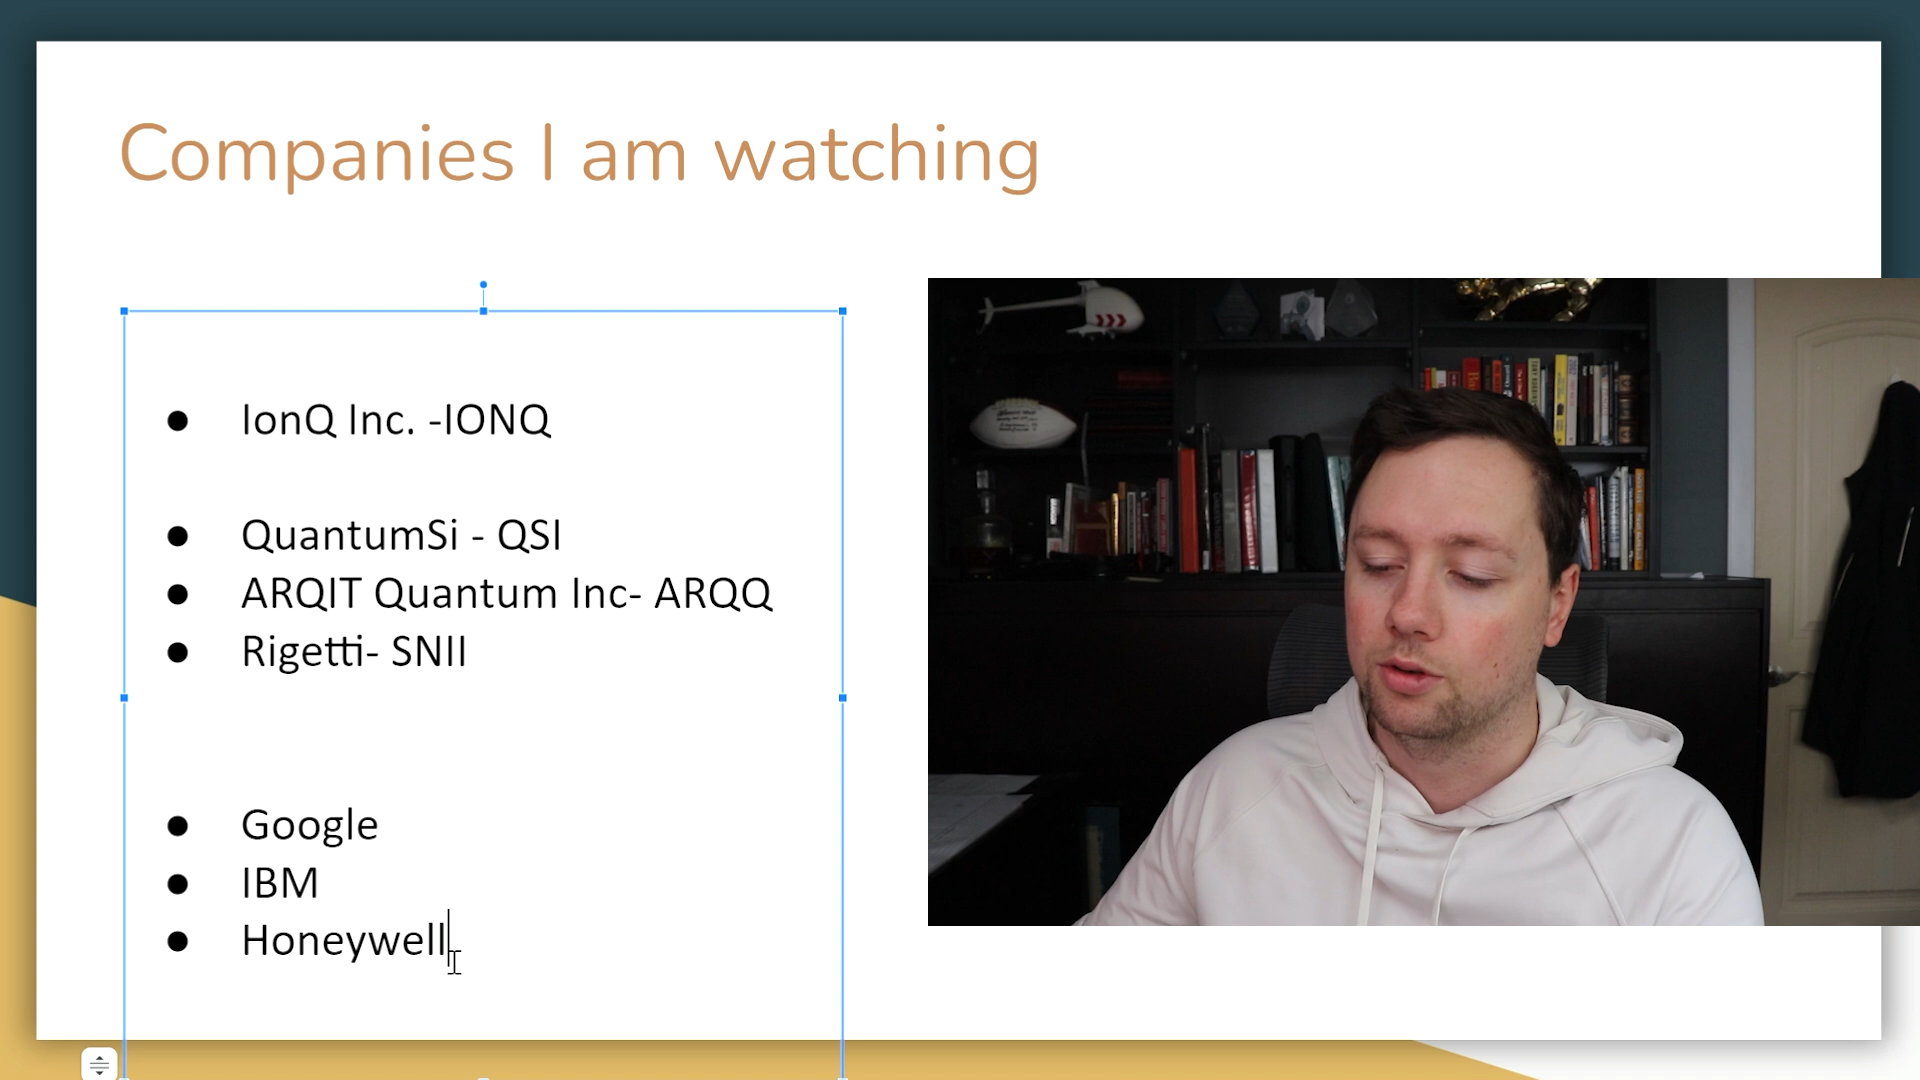 Companies I am watching
● IonQ Inc. -IONQ
● QuantumSi - QSI
● ARQIT Quantum Inc- ARQQ
● Rigetti- SNII
● Google
● IBM
● Honeywell